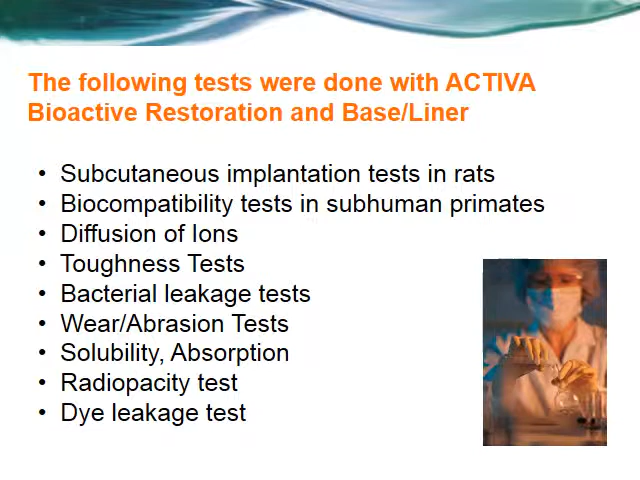 The following tests were done with ACTIVA
Bioactive Restoration and Base/Liner
• Subcutaneous implantation tests in rats
• Biocompatibility tests in subhuman primates
• Diffusion of Ions
• Toughness Tests
• Bacterial leakage tests
• Wear/Abrasion Tests
• Solubility, Absorption
• Radiopacity test
• Dye leakage test